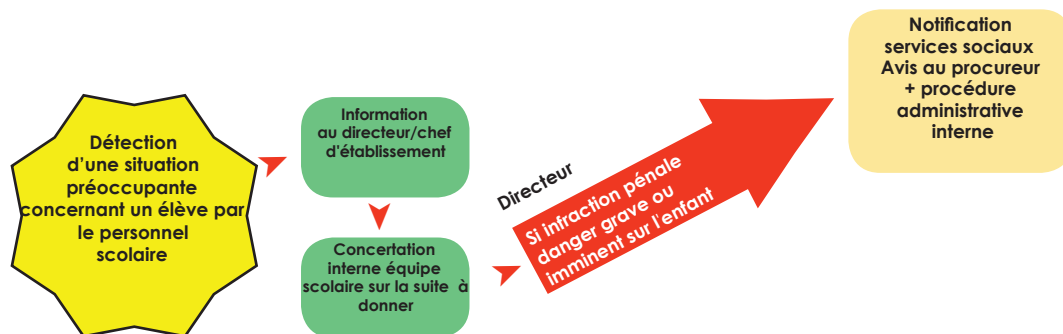 Détection
d'une situation
préoccupante
concernant un élève par
le personnel
scolaire
Information
au directeur/chef
d'établissement
Concertation
interne équipe
scolaire sur la suite à
donner
Directeur
Si infraction pénale
danger grave ou
imminent sur l'enfant
Notification
services sociaux
Avis au procureur
+ procédure
administrative
interne